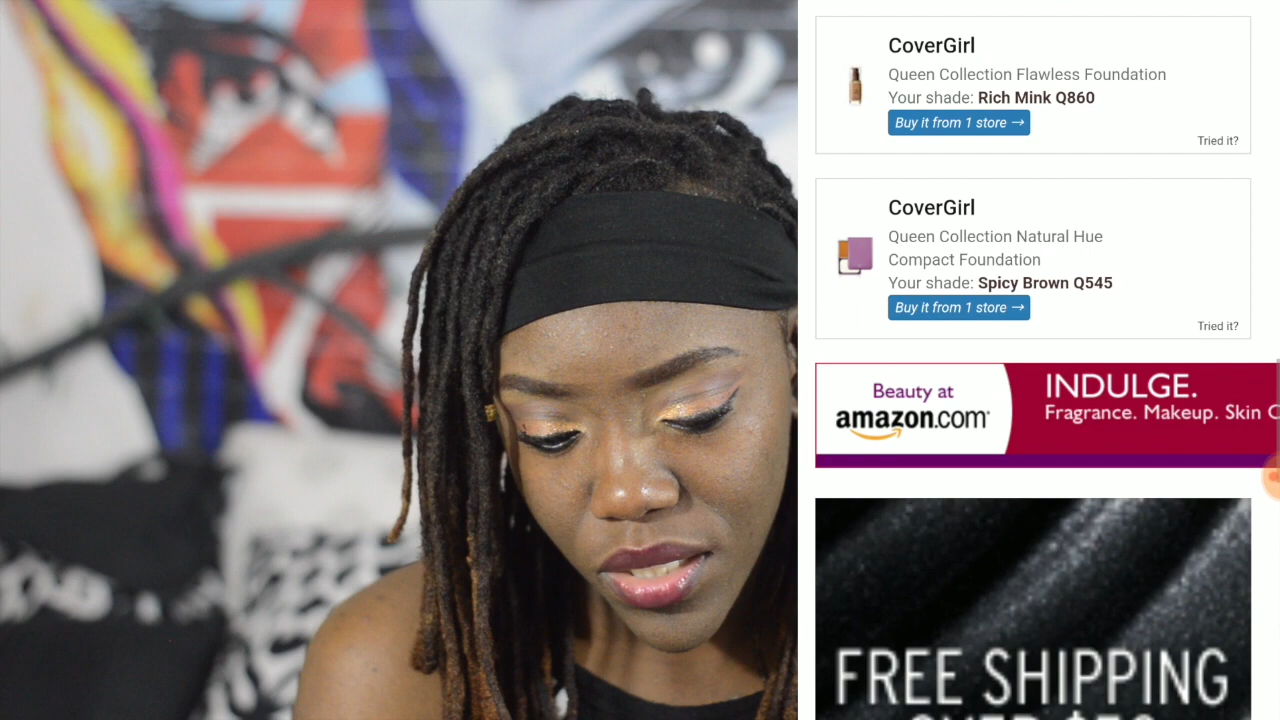 CoverGirl
Queen Collection Flawless Foundation
Your shade: Rich Mink Q860
Buy it from 1 store →
Tried it?
CoverGirl
Queen Collection Natural Hue
Compact Foundation
Your shade: Spicy Brown Q545
Buy it from 1 store →
Tried it?
Beauty at
amazon.com
INDULGE.
Fragrance. Makeup. Skin
FREE SHIPPING